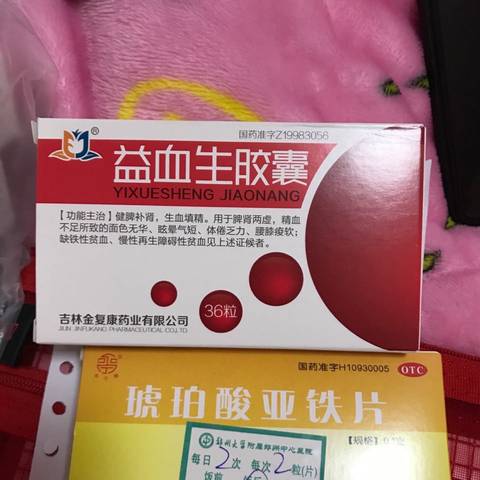 国药准字Z19983056
益血生胶囊
YIXUESHENG JIAONANG
【功能主治】健脾补肾，生血填精。用于脾肾两虚，精血
不足所致的面色无华、眩晕气短、体倦乏力、腰膝痠软；
缺铁性贫血、慢性再生障碍性贫血见上述证候者。
36粒
吉林金复康药业有限公司
JILIN JINFUKANG PHARMACEUTICAL CO.,LTD
国药准字H10930005
OTC
琥珀酸亚铁片
【规格】0.1克
郑州大学附属郑州中心医院
每日2次 每次2粒(片)
饭前